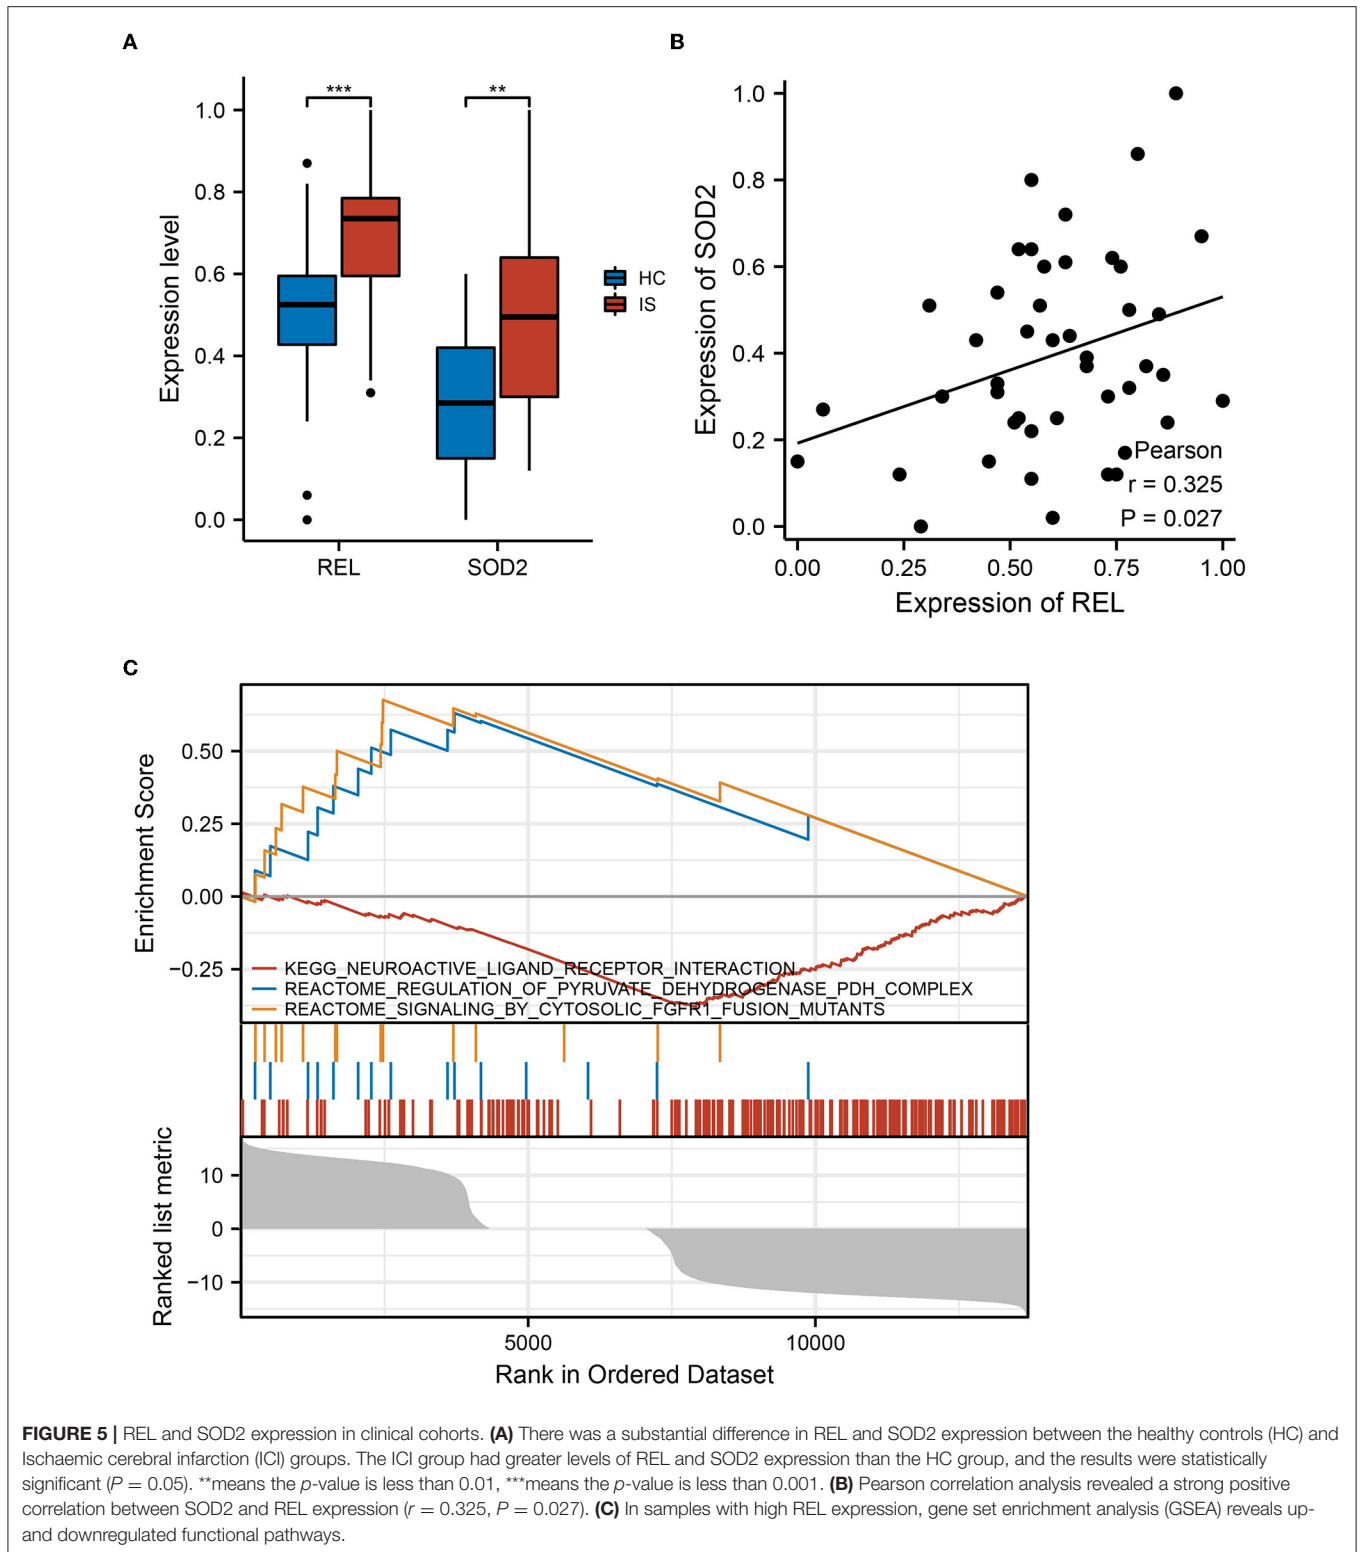 A
***
**
1.0
0.8
0.6
0.4
0.2
0.0
Expression level
REL
SOD2
HC
IS
B
1.0
0.8
0.6
0.4
0.2
0.0
Expression of SOD2
Pearson
r = 0.325
P = 0.027
0.00 0.25 0.50 0.75 1.00
Expression of REL
C
0.50
0.25
0.00
−0.25
Enrichment Score
KEGG_NEUROACTIVE_LIGAND_RECEPTOR_INTERACTION
REACTOME_REGULATION_OF_PYRUVATE_DEHYDROGENASE_PDH_COMPLEX
REACTOME_SIGNALING_BY_CYTOSOLIC_FGFR1_FUSION_MUTANTS
10
0
−10
Ranked list metric
5000 10000
Rank in Ordered Dataset
FIGURE 5 | REL and SOD2 expression in clinical cohorts. (A) There was a substantial difference in REL and SOD2 expression between the healthy controls (HC) and
Ischaemic cerebral infarction (ICI) groups. The ICI group had greater levels of REL and SOD2 expression than the HC group, and the results were statistically
significant (P = 0.05). **means the p-value is less than 0.01, ***means the p-value is less than 0.001. (B) Pearson correlation analysis revealed a strong positive
correlation between SOD2 and REL expression (r = 0.325, P = 0.027). (C) In samples with high REL expression, gene set enrichment analysis (GSEA) reveals up-
and downregulated functional pathways.